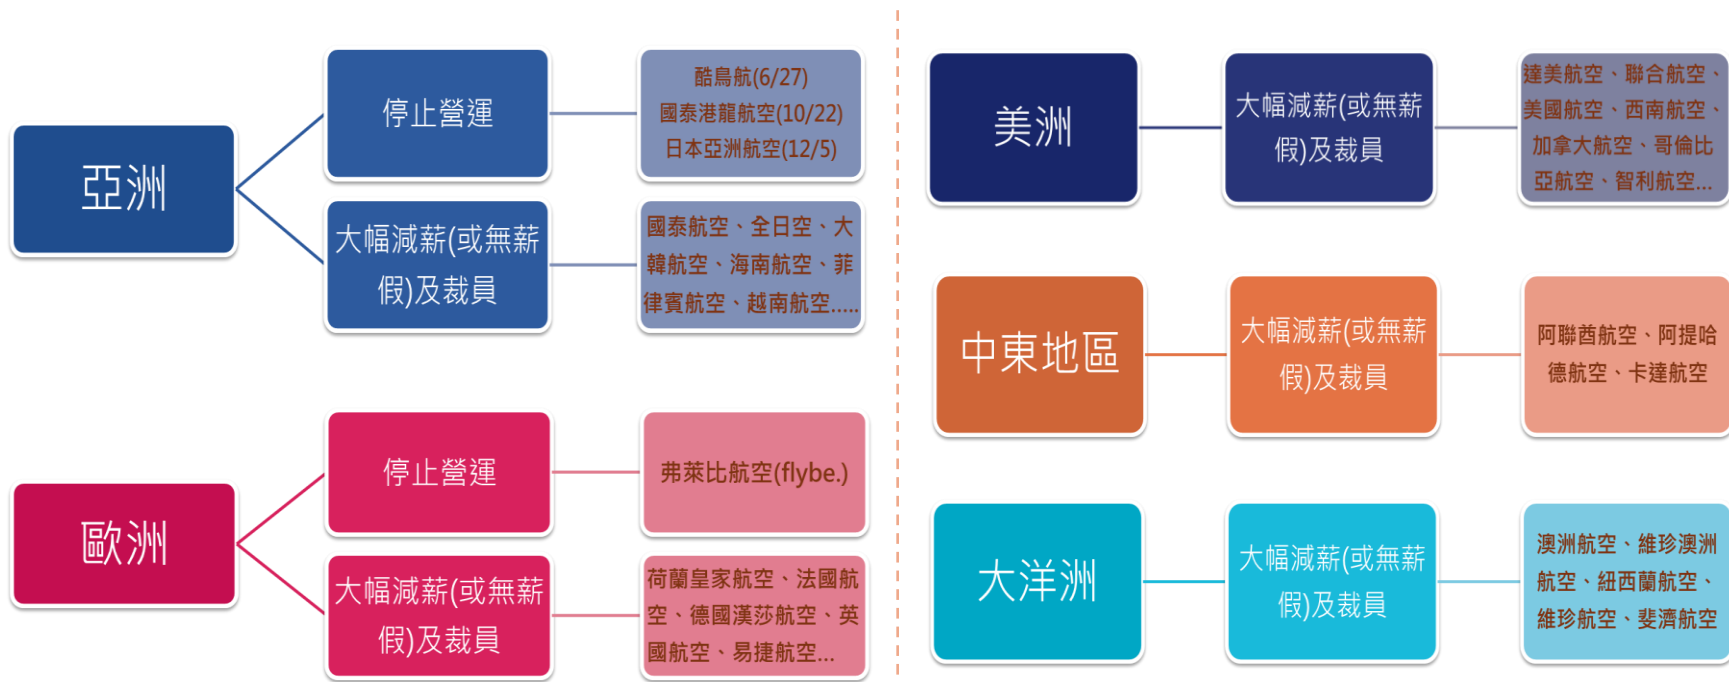 亞洲
停止營運
酷鳥航(6/27)
國泰港龍航空(10/22)
日本亞洲航空(12/5)
大幅減薪(或無薪
假)及裁員
國泰航空、全日空、大
韓航空、海南航空、菲
律賓航空、越南航空.....
歐洲
停止營運
弗萊比航空(flybe.)
大幅減薪(或無薪
假)及裁員
荷蘭皇家航空、法國航
空、德國漢莎航空、英
國航空、易捷航空...
美洲
大幅減薪(或無薪
假)及裁員
達美航空、聯合航空、
美國航空、西南航空、
加拿大航空、哥倫比
亞航空、智利航空...
中東地區
大幅減薪(或無薪
假)及裁員
阿聯酋航空、阿提哈
德航空、卡達航空
大洋洲
大幅減薪(或無薪
假)及裁員
澳洲航空、維珍澳洲
航空、紐西蘭航空、
維珍航空、斐濟航空